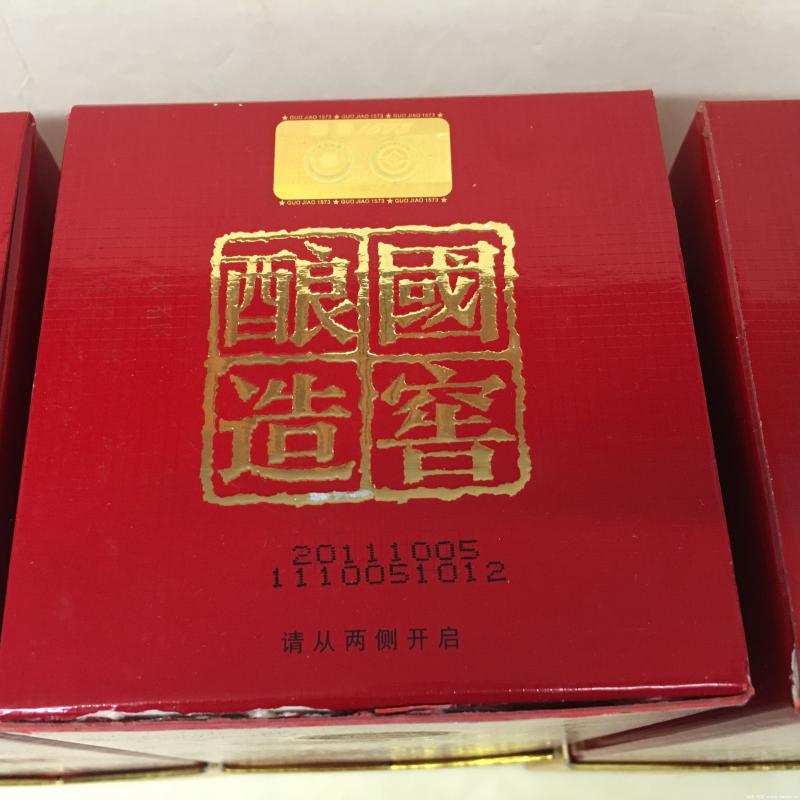 ★ GUO JIAO 1573 ★ GUO JIAO 1573 ★ GUO JIAO 1573 ★
★ GUO JIAO 1573 ★ GUO JIAO 1573 ★ GUO JIAO 1573 ★
國窖
酿造
20111005
1110051012
请从两侧开启